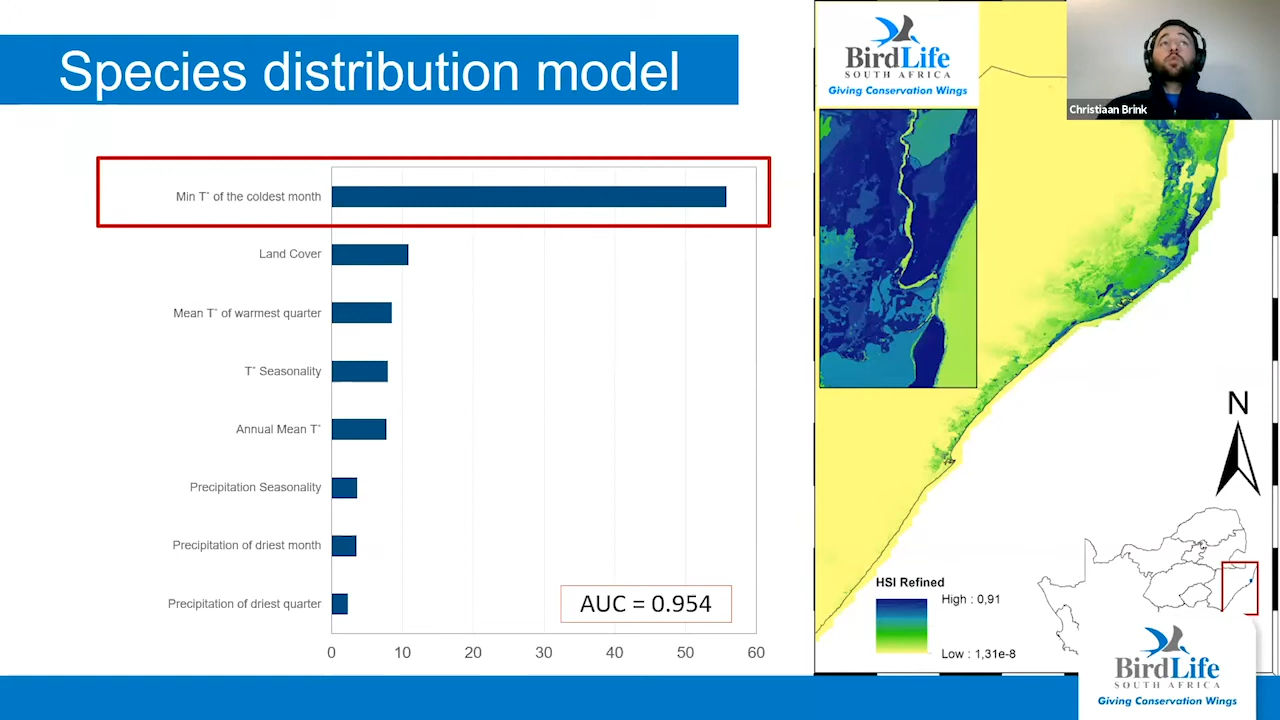 Species distribution model
BirdLife
SOUTH AFRICA
Giving Conservation Wings
Christiaan Brink
Min T° of the coldest month
Land Cover
Mean T° of warmest quarter
T° Seasonality
Annual Mean T°
Precipitation Seasonality
Precipitation of driest month
Precipitation of driest quarter
AUC = 0.954
0 10 20 30 40 50 60
N
HSI Refined
High : 0,91
Low : 1,31e-8
BirdLife
SOUTH AFRICA
Giving Conservation Wings